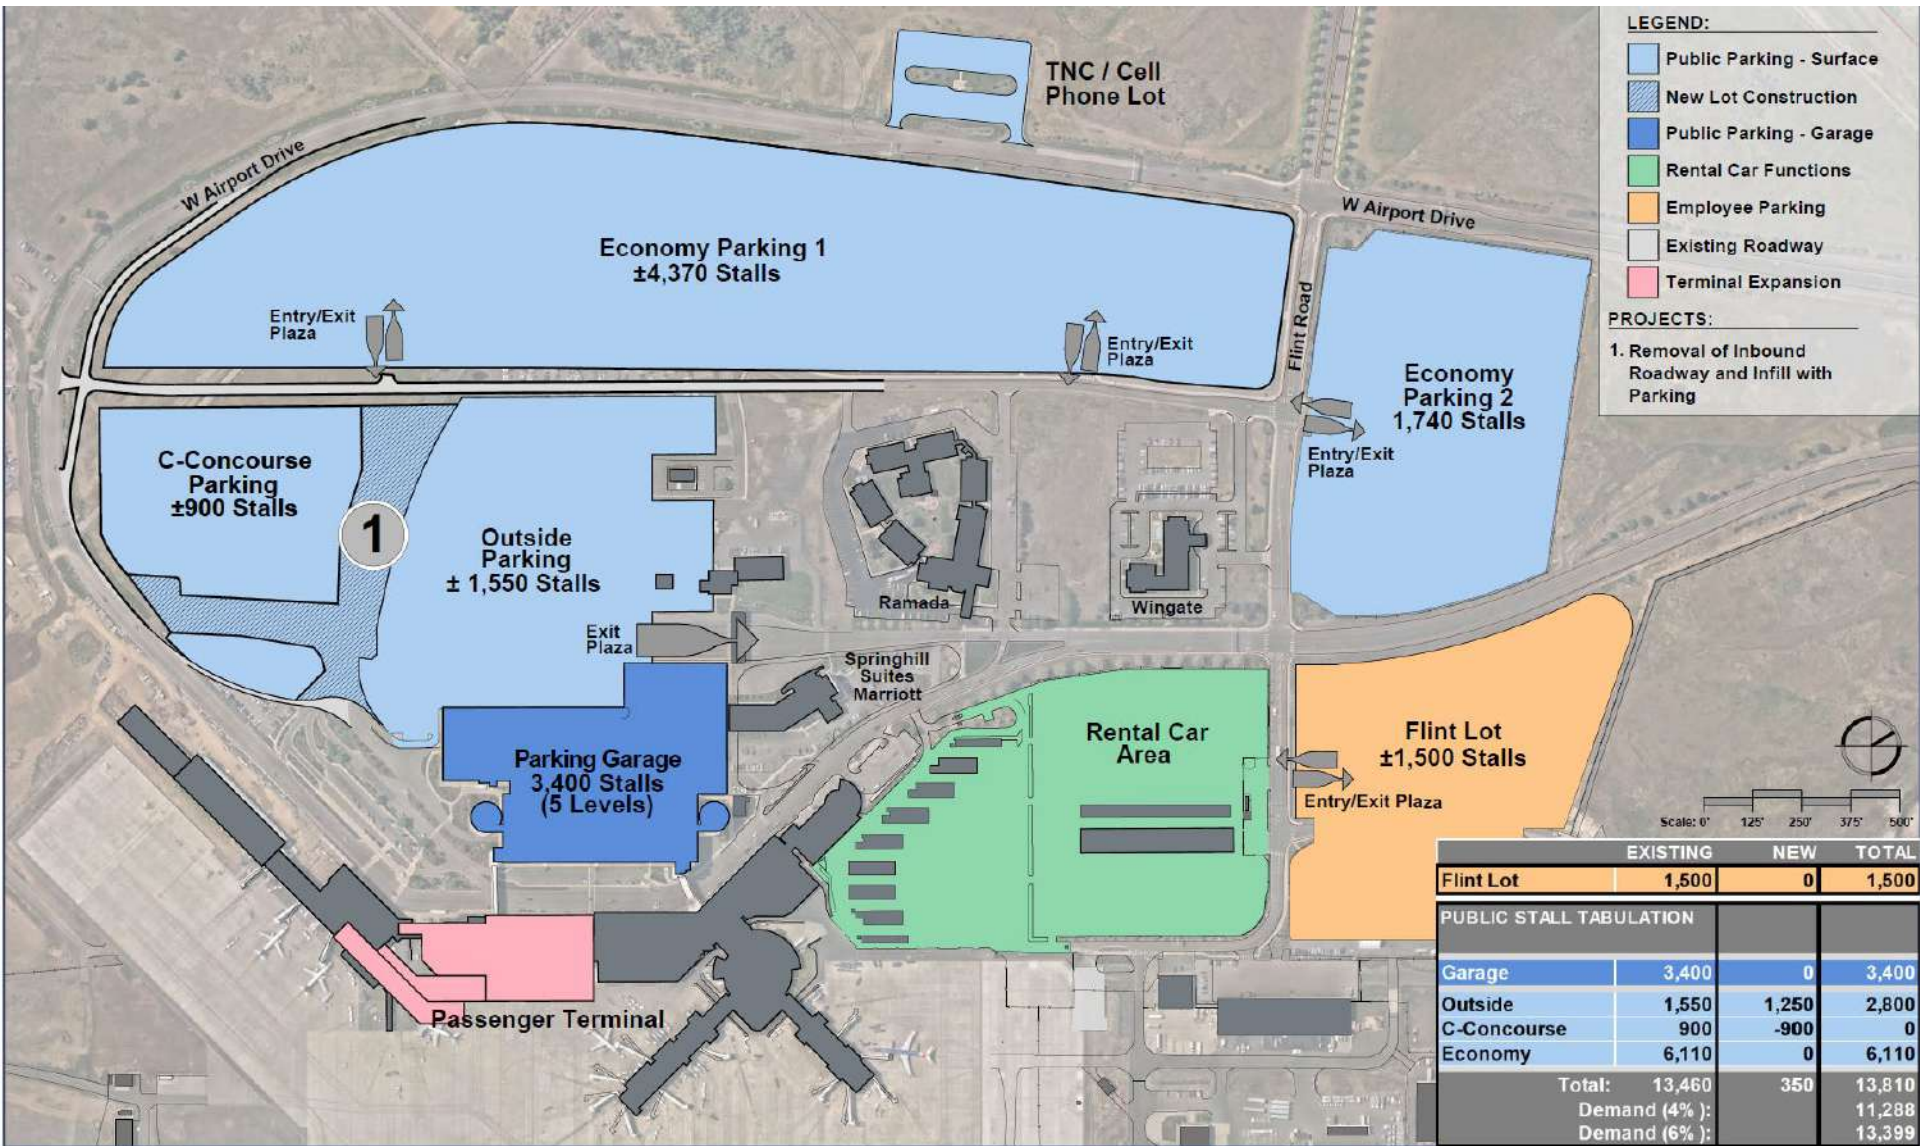 TNC / Cell
Phone Lot
W Airport Drive
W Airport Drive
Economy Parking 1
±4,370 Stalls
Entry/Exit
Plaza
Entry/Exit
Plaza
Flint Road
Economy
Parking 2
1,740 Stalls
Entry/Exit
Plaza
C-Concourse
Parking
±900 Stalls
1
Outside
Parking
± 1,550 Stalls
Exit
Plaza
Ramada
Wingate
Springhill
Suites
Marriott
Parking Garage
3,400 Stalls
(5 Levels)
Rental Car
Area
Flint Lot
±1,500 Stalls
Entry/Exit Plaza
Passenger Terminal
LEGEND:
Public Parking - Surface
New Lot Construction
Public Parking - Garage
Rental Car Functions
Employee Parking
Existing Roadway
Terminal Expansion
PROJECTS:
1. Removal of Inbound
Roadway and Infill with
Parking
Scale: 0' 125' 250' 375' 500'
EXISTING NEW TOTAL
Flint Lot 1,500 0 1,500
PUBLIC STALL TABULATION
Garage 3,400 0 3,400
Outside 1,550 1,250 2,800
C-Concourse 900 -900 0
Economy 6,110 0 6,110
Total: 13,460 350 13,810
Demand (4% ): 11,288
Demand (6% ): 13,399